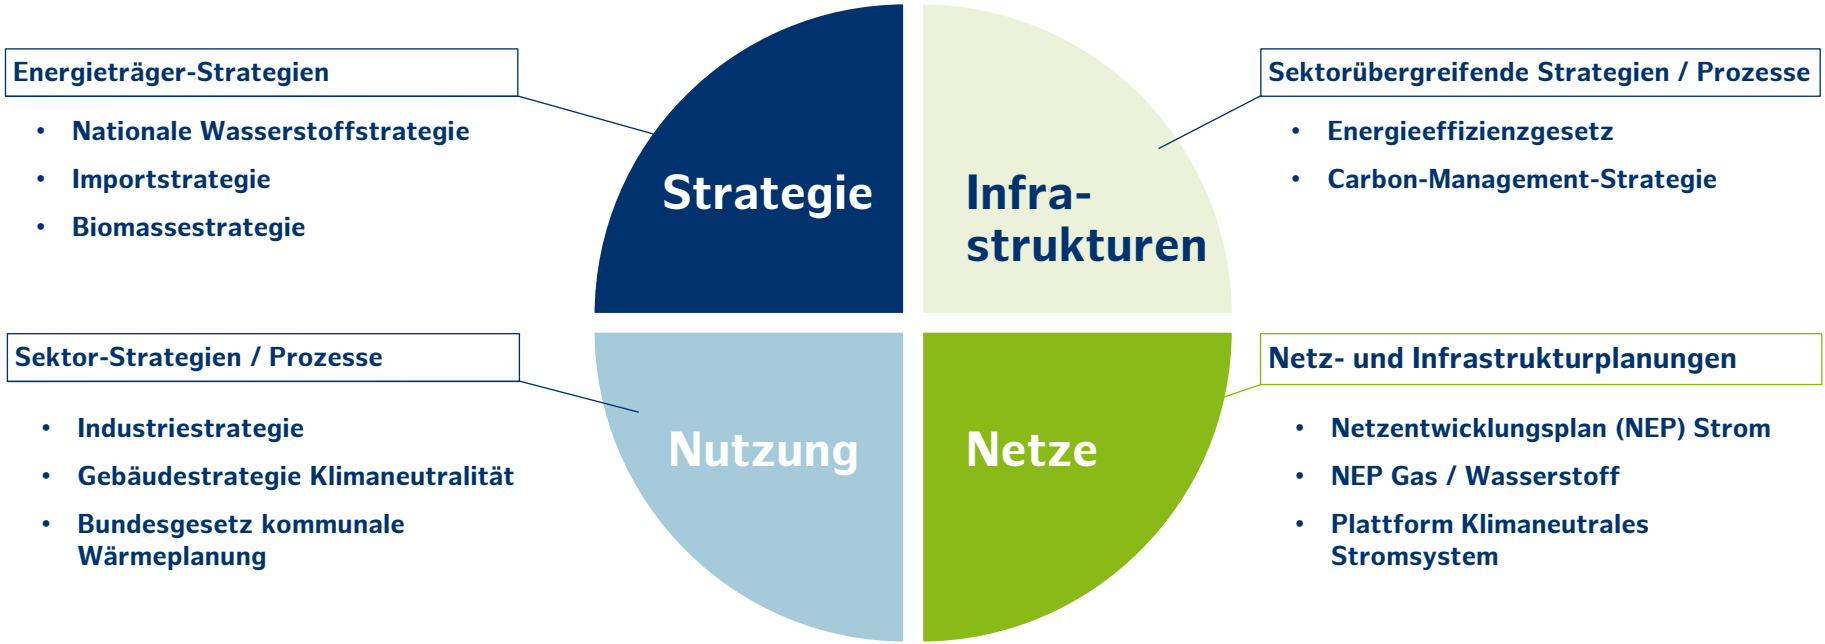 Energieträger-Strategien
• Nationale Wasserstoffstrategie
• Importstrategie
• Biomassestrategie
Strategie
Infra-
strukturen
Sektorübergreifende Strategien / Prozesse
• Energieeffizienzgesetz
• Carbon-Management-Strategie
Sektor-Strategien / Prozesse
• Industriestrategie
• Gebäudestrategie Klimaneutralität
• Bundesgesetz kommunale
Wärmeplanung
Nutzung
Netze
Netz- und Infrastrukturplanungen
• Netzentwicklungsplan (NEP) Strom
• NEP Gas / Wasserstoff
• Plattform Klimaneutrales
Stromsystem